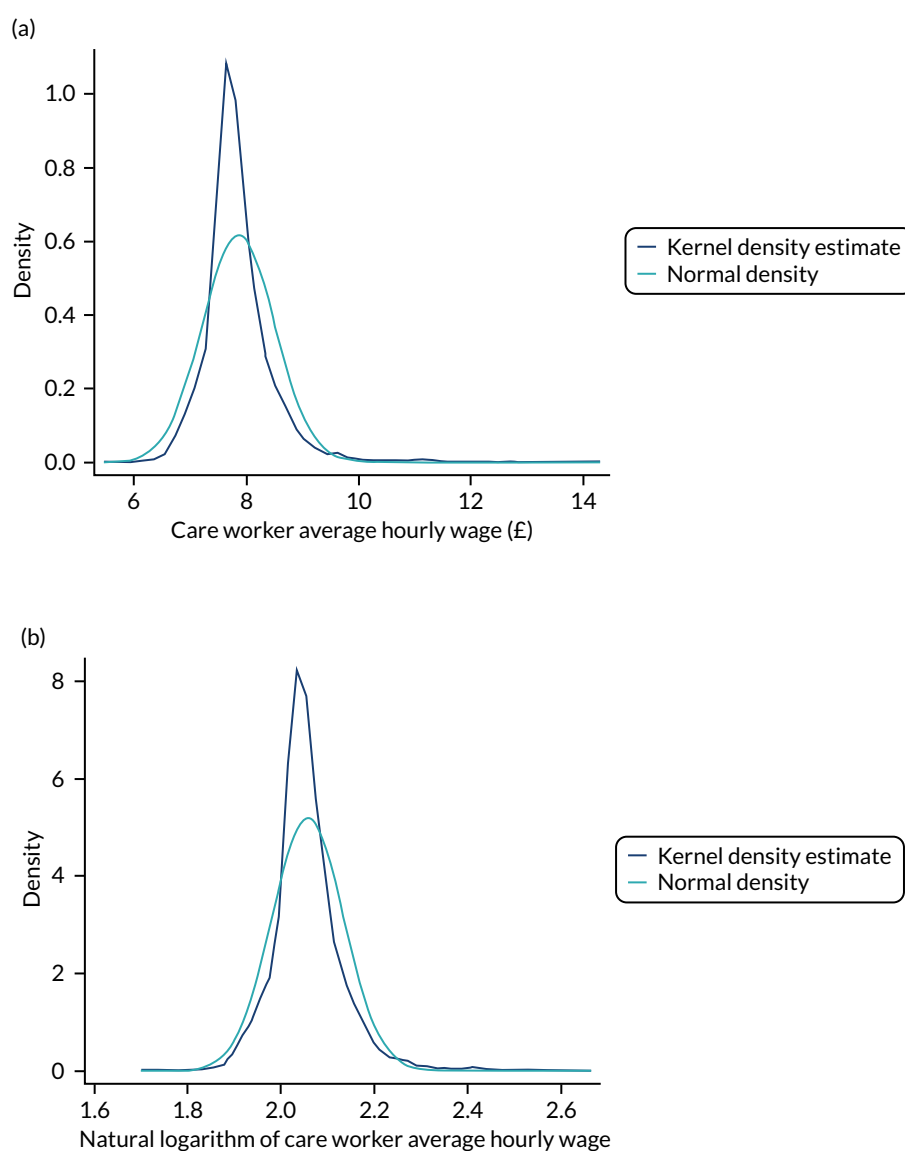 (a)
1.0
0.8
0.6
0.4
0.2
0.0
Density
6 8 10 12 14
Care worker average hourly wage (£)
Kernel density estimate
Normal density
(b)
8
6
4
2
0
Density
1.6 1.8 2.0 2.2 2.4 2.6
Natural logarithm of care worker average hourly wage
Kernel density estimate
Normal density